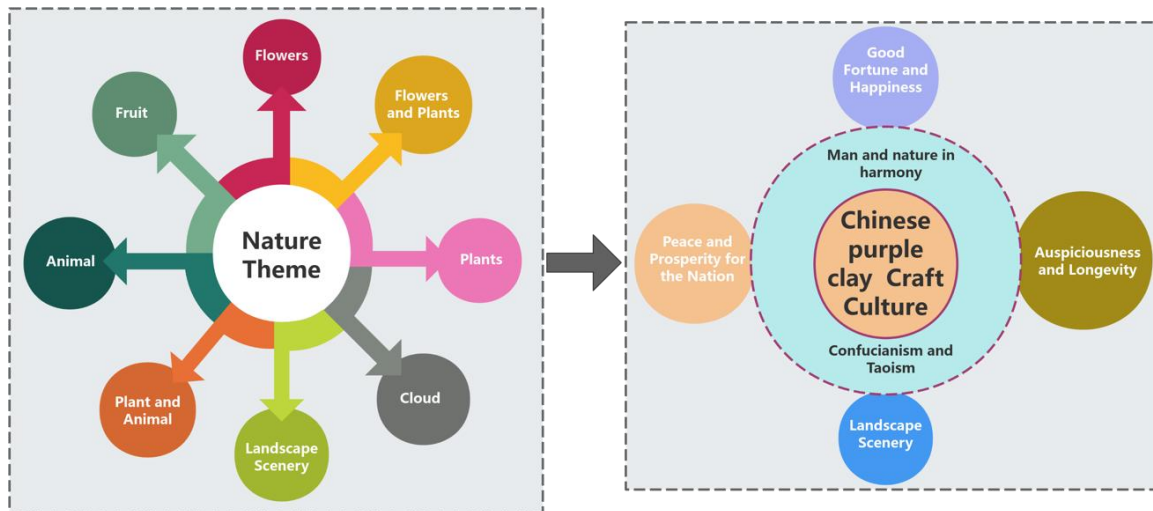 Flowers
Flowers
and Plants
Fruit
Nature
Theme
Animal
Plants
Plant and
Animal
Cloud
Landscape
Scenery
Good
Fortune and
Happiness
Man and nature in
harmony
Peace and
Prosperity for
the Nation
Chinese
purple
clay Craft
Culture
Auspiciousness
and Longevity
Confucianism and
Taoism
Landscape
Scenery